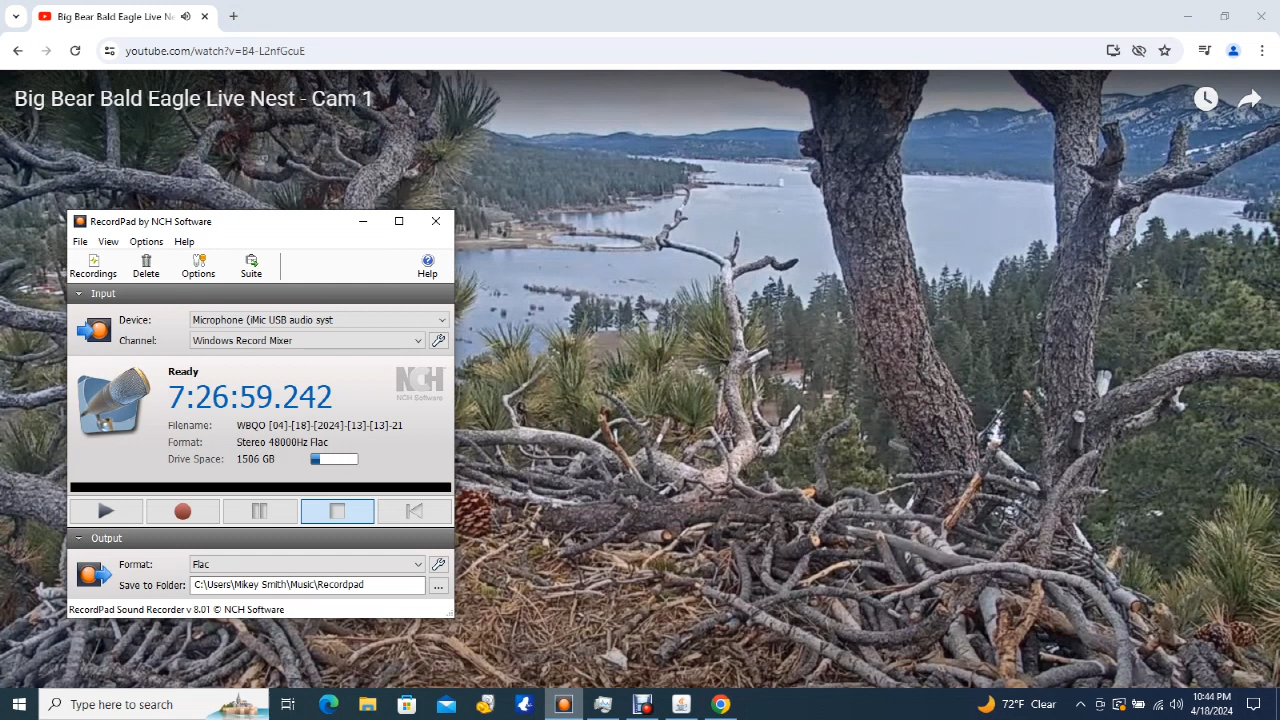 Big Bear Bald Eagle Live Ne
youtube.com/watch?v=B4-L2nfGcuE
Big Bear Bald Eagle Live Nest - Cam 1
RecordPad by NCH Software
File View Options Help
Recordings Delete Options Suite Help
Input
Device: Microphone (iMic USB audio syst
Channel: Windows Record Mixer
Ready
7:26:59.242
NCH
NCH Software
Filename: WBQO [04]-[18]-[2024]-[13]-[13]-21
Format: Stereo 48000Hz Flac
Drive Space: 1506 GB
Output
Format: Flac
Save to Folder: C:\Users\Mikey Smith\Music\Recordpad
...
RecordPad Sound Recorder v 8.01 © NCH Software
Type here to search
72°F Clear
10:44 PM
4/18/2024